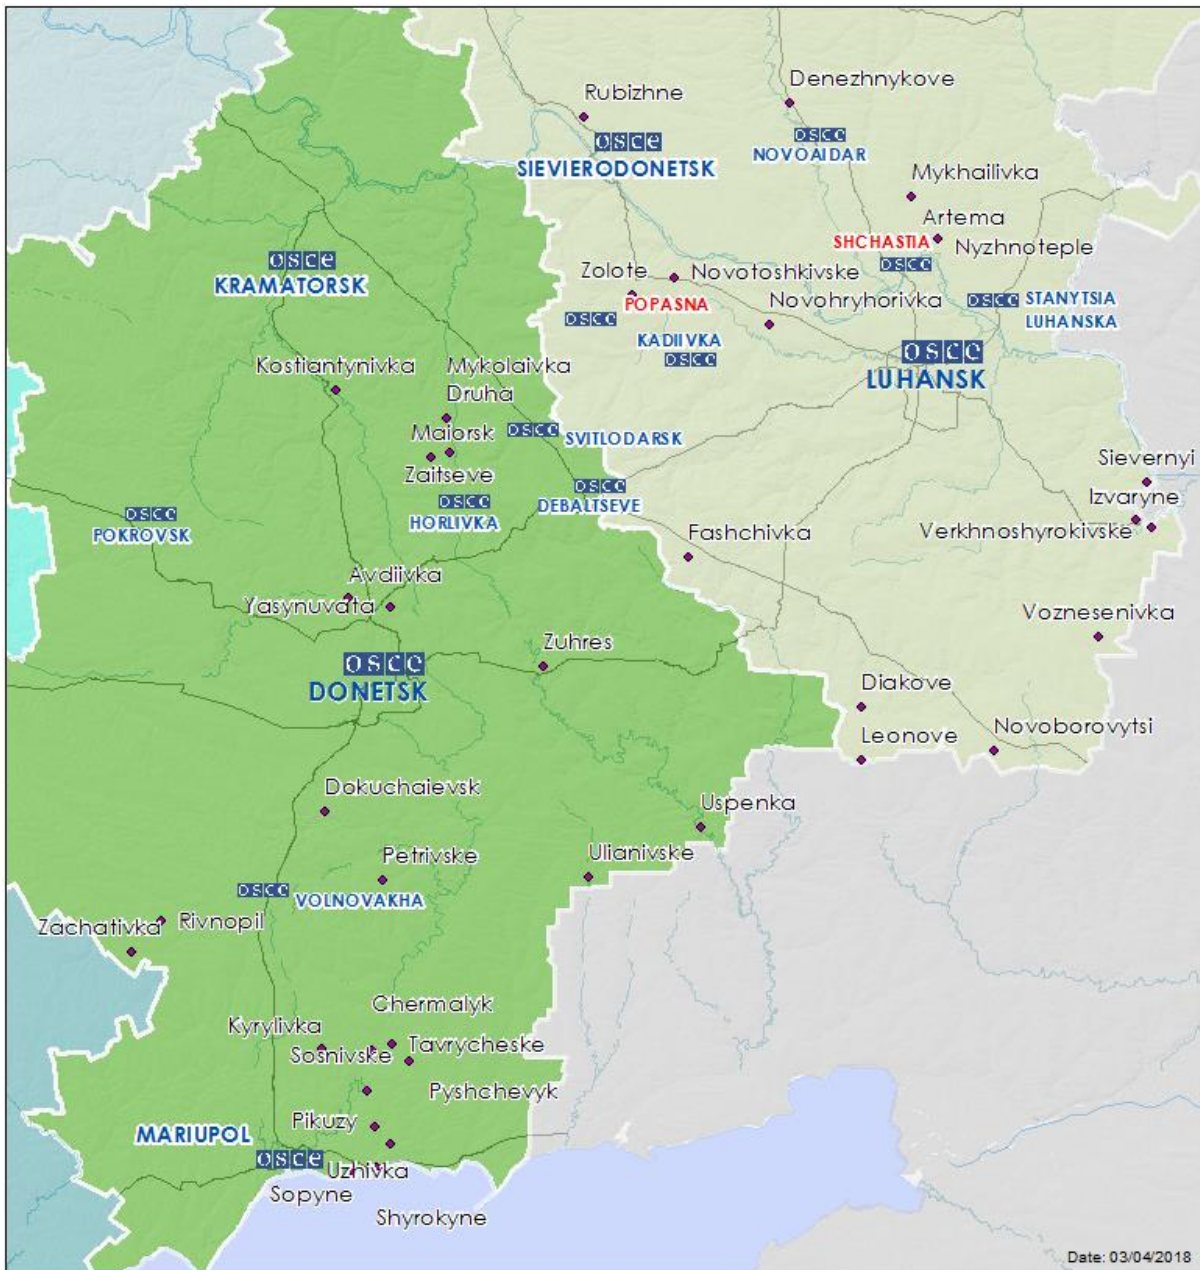 Denezhnykove
Rubizhne
osce
osce
NOVOAIDAR
SIEVIERODONETSK
Mykhailivka
Artema
SHCHASTIA
Nyzhnoteple
osce
osce
KRAMATORSK
Zolote
Novotoshkivske
POPASNA
Novohryhorivka
osce
STANYTSIA
LUHANSKA
osce
KADIIVKA
osce
osce
LUHANSK
Kostiantynivka
Mykolaivka
Druha
Maiorsk
osce
SVITLODARSK
Zaitseve
Sievernyi
osce
HORLIVKA
osce
DEBALTSEVE
Izvaryne
osce
POKROVSK
Fashchivka
Verkhnoshyrokivske
Avdiivka
Yasynuvata
Voznesenivka
Zuhres
osce
DONETSK
Diakove
Leonove
Novoborovytsi
Dokuchaievsk
Uspenka
Petrivske
Ulianivske
osce
VOLNOVAKHA
Zachativka
Rivnopil
Chermalyk
Kyrylivka
Sosnivske
Tavrycheske
Pyshchevyk
Pikuzy
MARIUPOL
osce
Uzhivka
Sopyne
Shyrokyne
Date: 03/04/2018